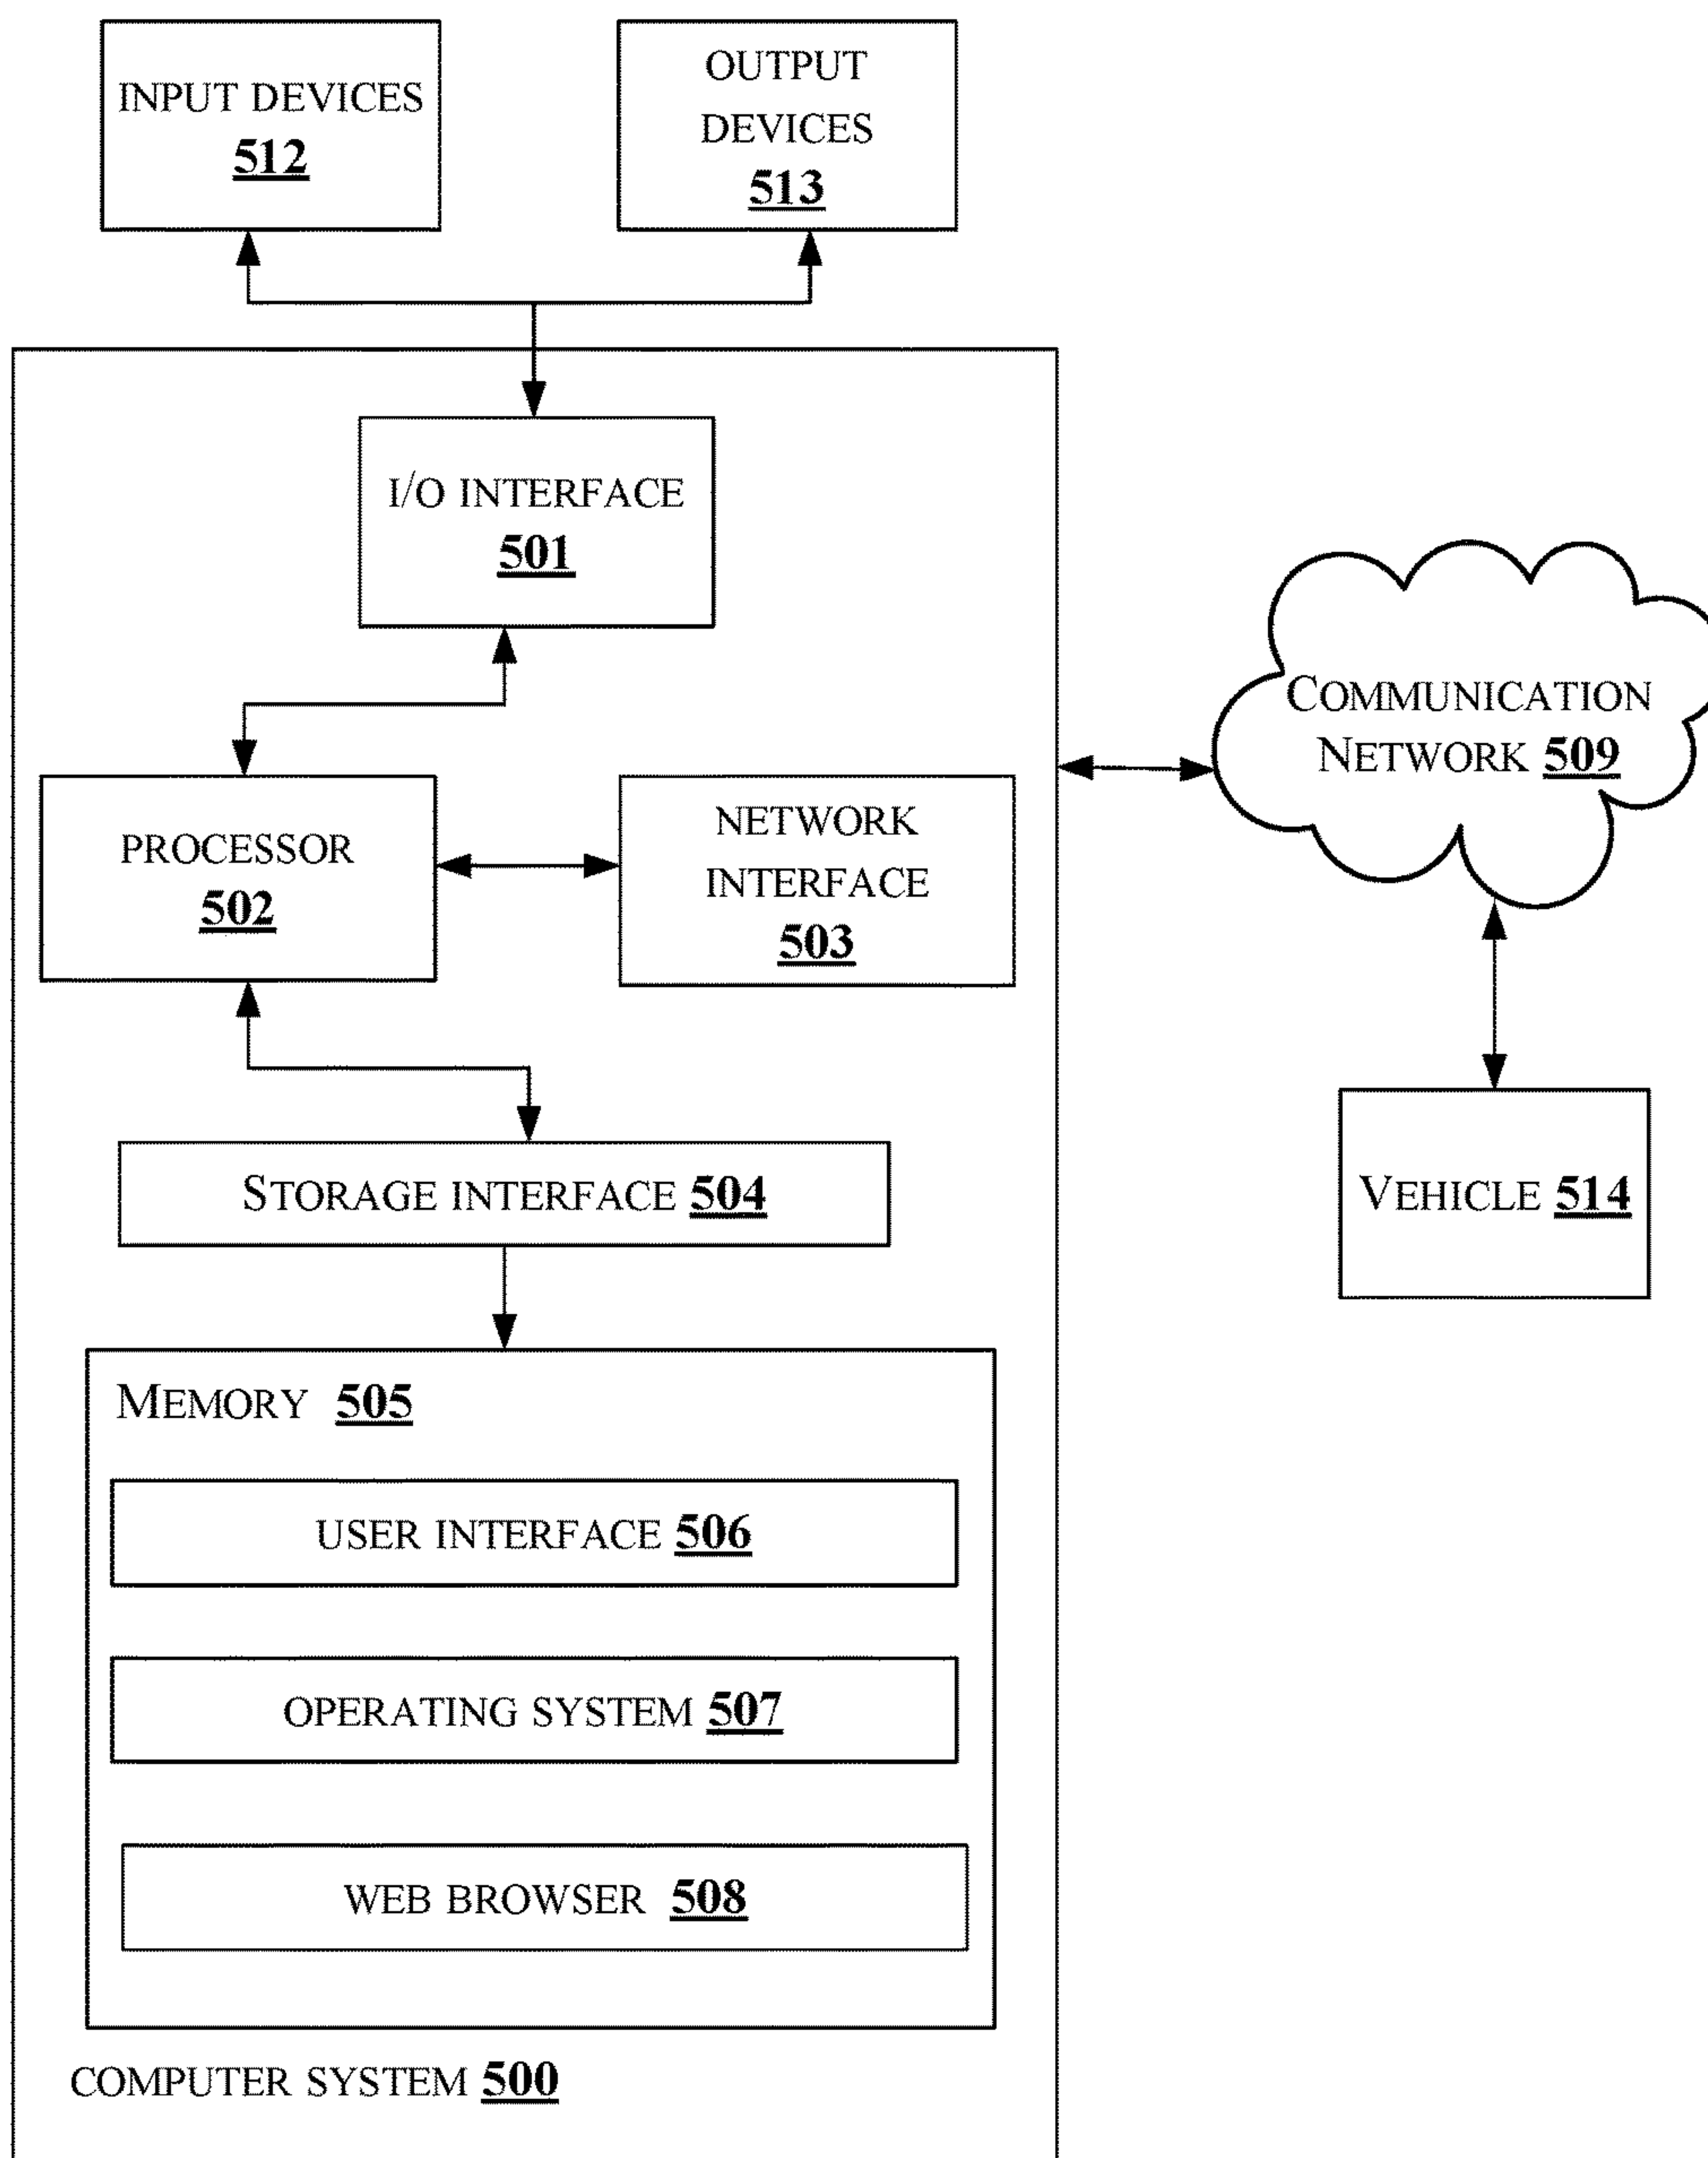 INPUT DEVICES
512
OUTPUT
DEVICES
513
I/O INTERFACE
501
PROCESSOR
502
NETWORK
INTERFACE
503
COMMUNICATION
NETWORK 509
STORAGE INTERFACE 504
VEHICLE 514
MEMORY 505
USER INTERFACE 506
OPERATING SYSTEM 507
WEB BROWSER 508
COMPUTER SYSTEM 500